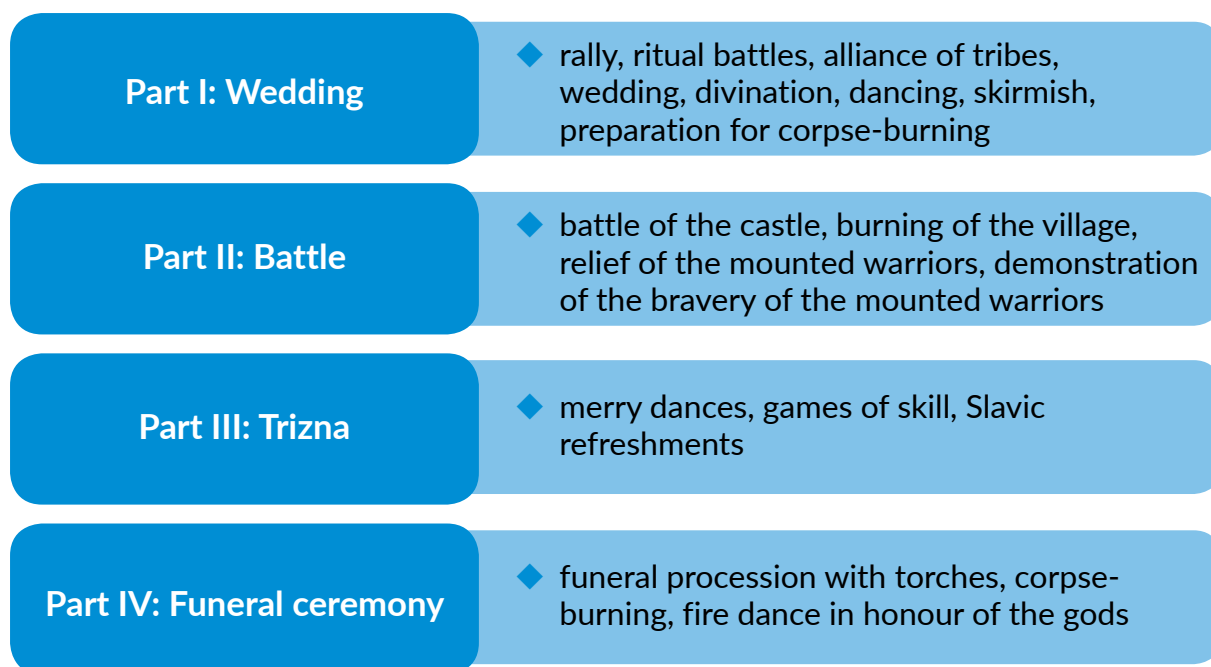 Part I: Wedding
◆ rally, ritual battles, alliance of tribes,
wedding, divination, dancing, skirmish,
preparation for corpse-burning
Part II: Battle
◆ battle of the castle, burning of the village,
relief of the mounted warriors, demonstration
of the bravery of the mounted warriors
Part III: Trizna
◆ merry dances, games of skill, Slavic
refreshments
Part IV: Funeral ceremony
◆ funeral procession with torches, corpse-
burning, fire dance in honour of the gods